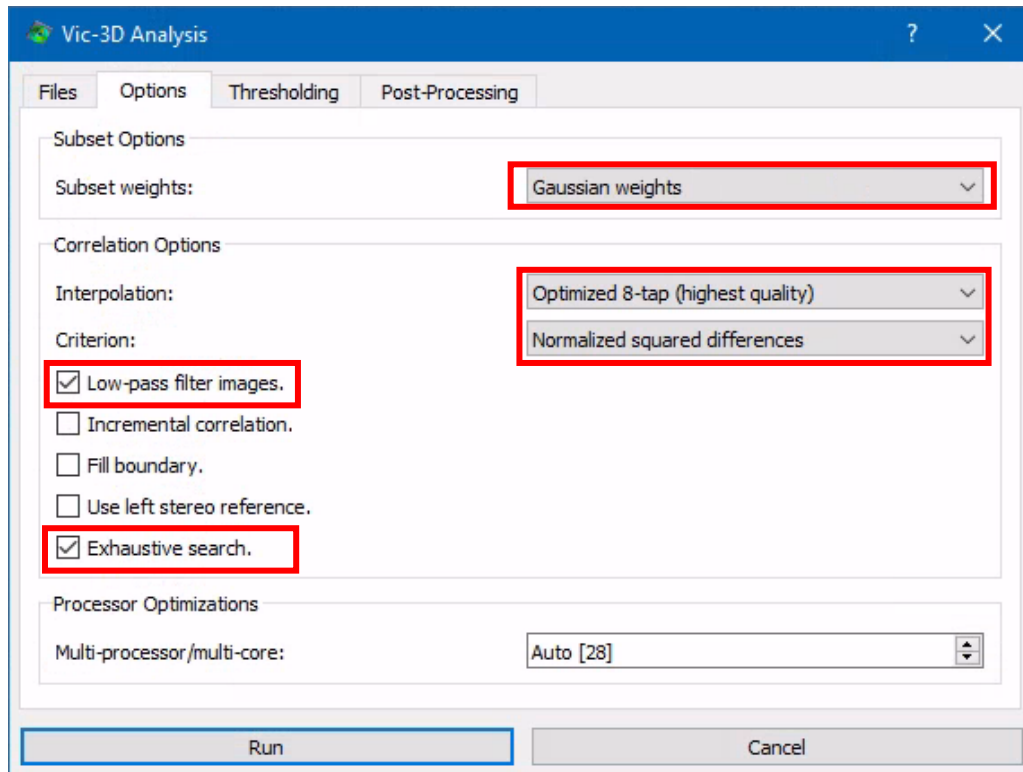 Vic-3D Analysis ?
Files Options Thresholding Post-Processing
Subset Options
Subset weights: Gaussian weights
Correlation Options
Interpolation: Optimized 8-tap (highest quality)
Criterion: Normalized squared differences
Low-pass filter images.
Incremental correlation.
Fill boundary.
Use left stereo reference.
Exhaustive search.
Processor Optimizations
Multi-processor/multi-core: Auto [28]
Run Cancel